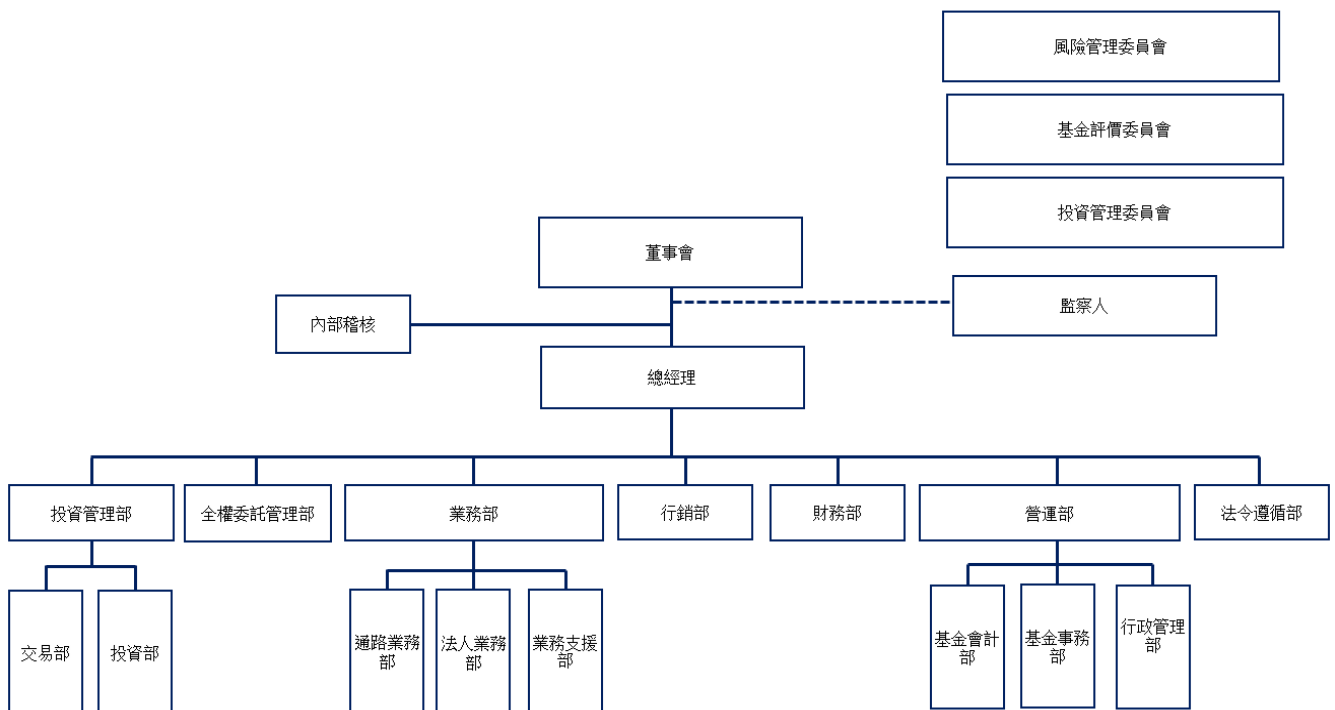 風險管理委員會
基金評價委員會
投資管理委員會
董事會
監察人
內部稽核
總經理
投資管理部
全權委託管理部
業務部
行銷部
財務部
營運部
法令遵循部
交易部
投資部
通路業務
部
法人業務
部
業務支援
部
基金會計
部
基金事務
部
行政管理
部